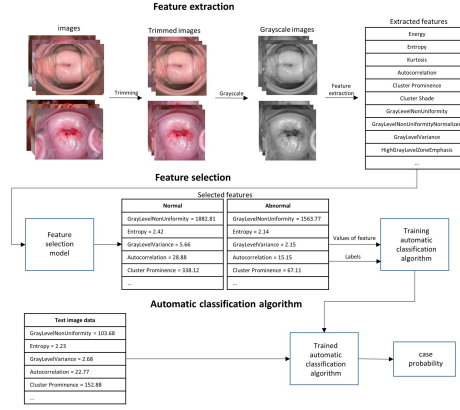 Feature extraction
images
Trimmed images
Grayscale images
Extracted features
Trimming
Grayscale
Feature
extraction
Energy
Entropy
Kurtosis
Autocorrelation
Cluster Prominence
Cluster Shade
GrayLevelNonUniformity
GrayLevelNonUniformityNormalized
GrayLevelVariance
HighGrayLevelZoneEmphasis
...
Feature selection
Selected features
Feature
selection
model
Normal
GrayLevelNonUniformity = 1882.81
Entropy = 2.42
GrayLevelVariance = 5.66
Autocorrelation = 28.88
Cluster Prominence = 338.12
...
Abnormal
GrayLevelNonUniformity = 1563.77
Entropy = 2.14
GrayLevelVariance = 2.15
Autocorrelation = 15.15
Cluster Prominence = 67.11
...
Values of feature
Labels
Training
automatic
classification
algorithm
Automatic classification algorithm
Test image data
GrayLevelNonUniformity = 103.68
Entropy = 2.23
GrayLevelVariance = 2.68
Autocorrelation = 22.77
Cluster Prominence = 152.88
...
Trained
automatic
classification
algorithm
case
probability